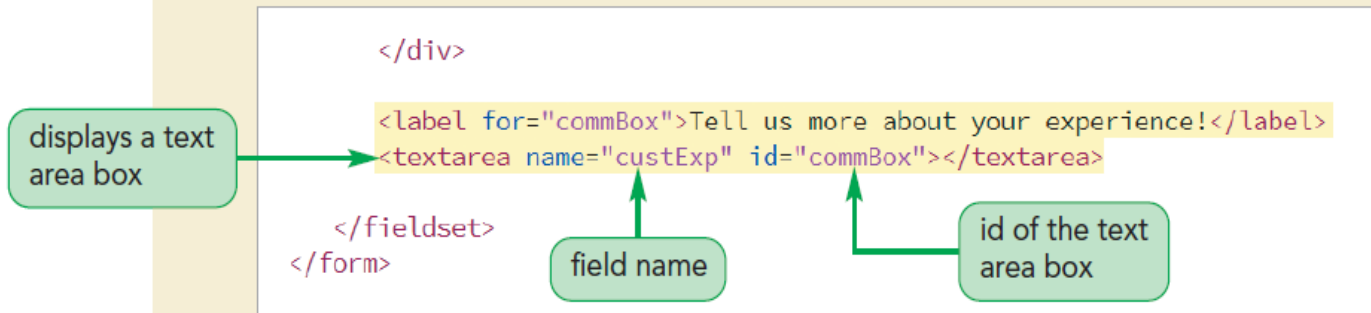 </div>
displays a text
area box
<label for="commBox">Tell us more about your experience!</label>
<textarea name="custExp" id="commBox"></textarea>
</fieldset>
</form>
field name
id of the text
area box